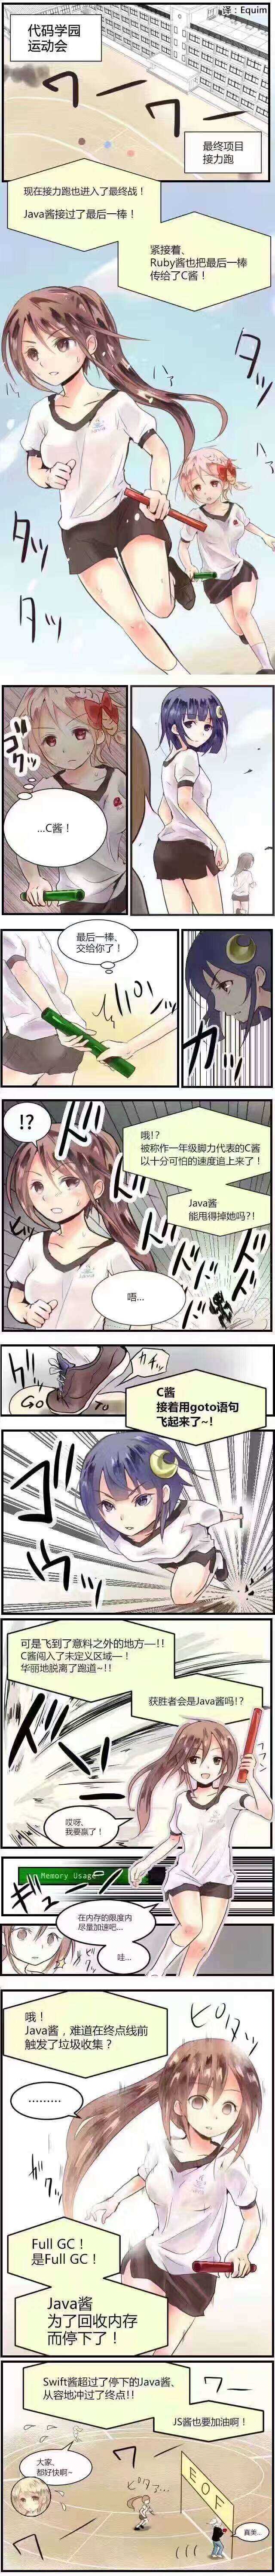 译：Equim
代码学园
运动会
ワー
ワー
最终项目
接力跑
现在接力跑也进入了最终战！
Java酱接过了最后一棒！
紧接着、
Ruby酱也把最后一棒
传给了C酱！
ハッ
ハッ
タッ
タッ
…C酱！
最后一棒、
交给你了！
!?
哦!？
被称作一年级脚力代表的C酱
以十分可怕的速度追上来了！
Java酱
能甩得掉她吗?!
唔…
GO TO
C酱
接着用goto语句
飞起来了~!
可是飞到了意料之外的地方—!!
C酱闯入了未定义区域—！
华丽地脱离了跑道~!!
获胜者会是Java酱吗!?
哎呀、
我要赢了！
Memory Usage
在内存的限度内
尽量加速吧…
哇…
哦！
Java酱，难道在终点线前
触发了垃圾收集？
ピタッ
………
Full GC！
是Full GC！
Java酱
为了回收内存
而停下了！
Swift酱超过了停下的Java酱、
从容地冲过了终点!!
ワー
JS酱也要加油啊！
大家、
都好快啊~
EOF
真美…